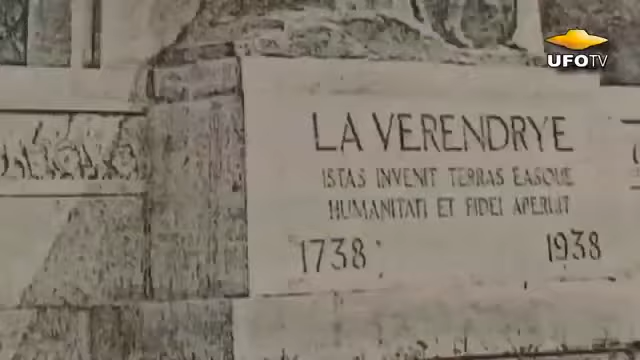 UFOTV
LA VERENDRYE
ISTAS INVENIT TERRAS EASQUE
HUMANITATI ET FIDEI APERUIT
1738
1938